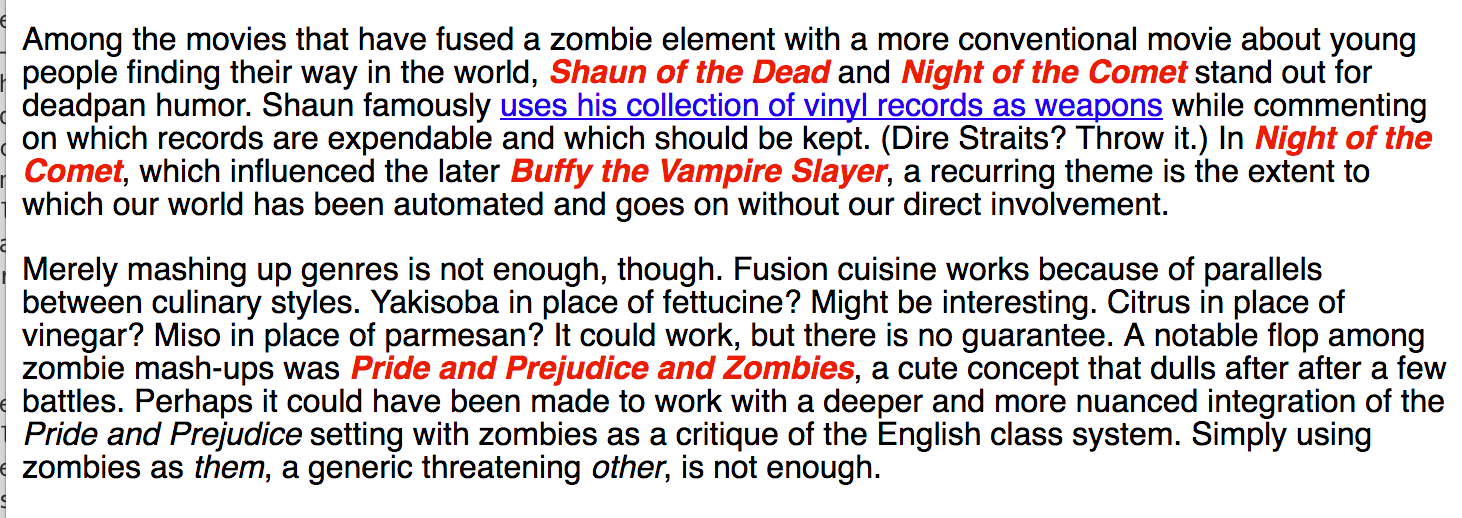 Among the movies that have fused a zombie element with a more conventional movie about young
people finding their way in the world, Shaun of the Dead and Night of the Comet stand out for
deadpan humor. Shaun famously uses his collection of vinyl records as weapons while commenting
on which records are expendable and which should be kept. (Dire Straits? Throw it.) In Night of the
Comet, which influenced the later Buffy the Vampire Slayer, a recurring theme is the extent to
which our world has been automated and goes on without our direct involvement.
Merely mashing up genres is not enough, though. Fusion cuisine works because of parallels
between culinary styles. Yakisoba in place of fettucine? Might be interesting. Citrus in place of
vinegar? Miso in place of parmesan? It could work, but there is no guarantee. A notable flop among
zombie mash-ups was Pride and Prejudice and Zombies, a cute concept that dulls after after a few
battles. Perhaps it could have been made to work with a deeper and more nuanced integration of the
Pride and Prejudice setting with zombies as a critique of the English class system. Simply using
zombies as them, a generic threatening other, is not enough.